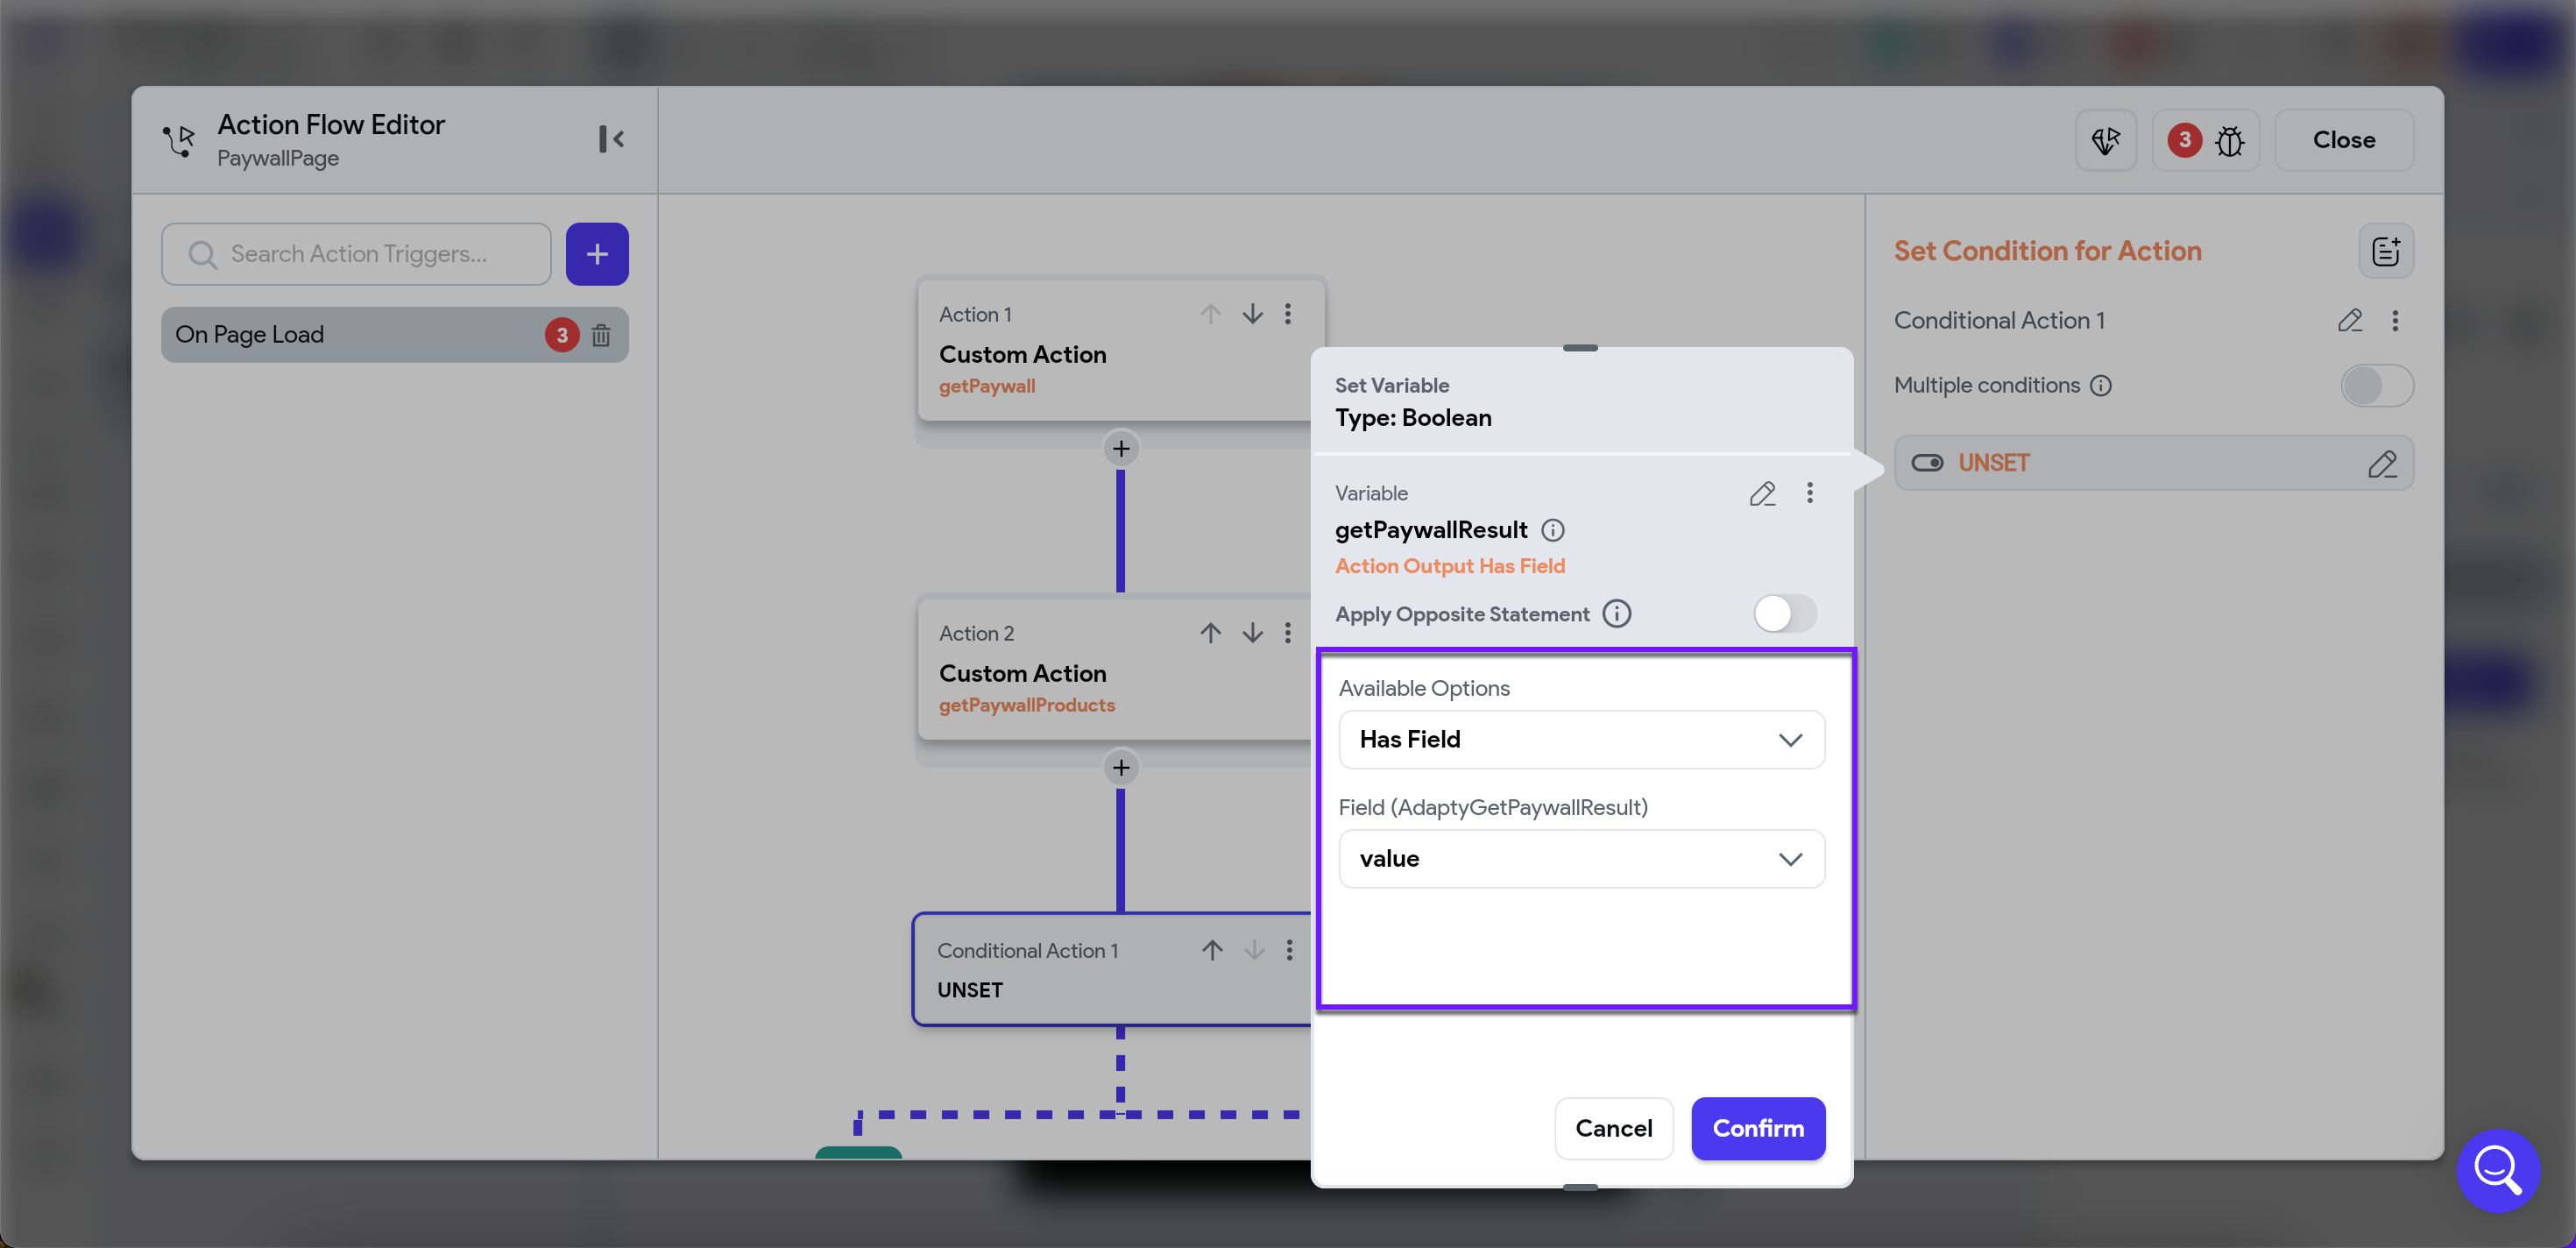 Action Flow Editor
PaywallPage
3
Close
Search Action Triggers...
+
On Page Load
3
Action 1
Custom Action
getPaywall
+
Action 2
Custom Action
getPaywallProducts
+
Conditional Action 1
UNSET
Set Variable
Type: Boolean
Variable
getPaywallResult
Action Output Has Field
Apply Opposite Statement
Available Options
Has Field
Field (AdaptyGetPaywallResult)
value
Cancel
Confirm
Set Condition for Action
Conditional Action 1
Multiple conditions
UNSET